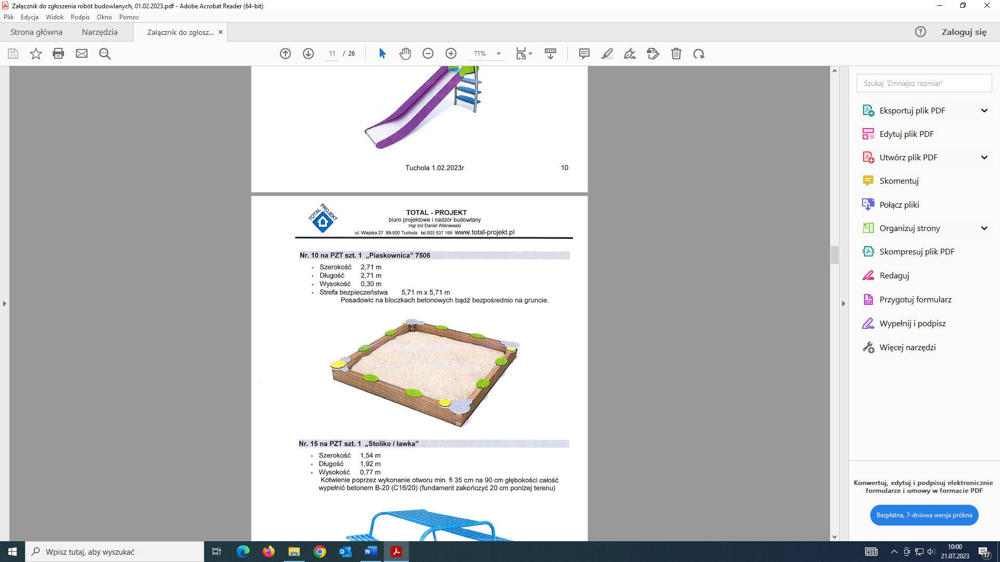 Załącznik do zgłoszenia robót budowlanych, 01.02.2023.pdf - Adobe Acrobat Reader (64-bit)
Plik Edycja Widok Podpis Okno Pomoc
Strona główna Narzędzia Załącznik do zgłosz... Zaloguj się
11 / 26 71%
Tuchola 1.02.2023r 10
TOTAL PROJEKT
TOTAL - PROJEKT
biuro projektowe i nadzór budowlany
mgr inż Daniel Wiśniewski
ul. Wiejska 27 89-500 Tuchola tel.503 537 156 www.total-projekt.pl
Nr. 10 na PZT szt. 1 „Piaskownica” 7506
• Szerokość 2,71 m
• Długość 2,71 m
• Wysokość 0,30 m
• Strefa bezpieczeństwa 5,71 m x 5,71 m
Posadowic na bloczkach betonowych bądź bezpośrednio na gruncie.
Nr. 15 na PZT szt. 1 „Stoliko / ławka”
• Szerokość 1,54 m
• Długość 1,92 m
• Wysokość 0,77 m
Kotwienie poprzez wykonanie otworu min. fi 35 cm na 90 cm głębokości całość
wypełnić betonem B-20 (C16/20) (fundament zakończyć 20 cm poniżej terenu)
Szukaj 'Zmniejsz rozmiar'
Eksportuj plik PDF
Edytuj plik PDF
Utwórz plik PDF
Skomentuj
Połącz pliki
Organizuj strony
Skompresuj plik PDF
Redaguj
Przygotuj formularz
Wypełnij i podpisz
Więcej narzędzi
Konwertuj, edytuj i podpisuj elektronicznie
formularze i umowy w formacie PDF
Bezpłatna, 7-dniowa wersja próbna
Wpisz tutaj, aby wyszukać
10:00
21.07.2023
17